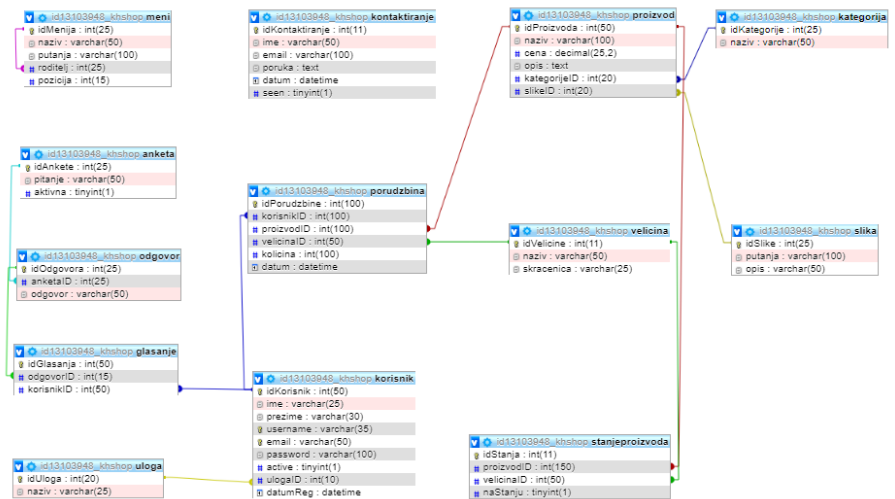 id13103948_khshop meni
idMenija : int(25)
naziv : varchar(50)
putanja : varchar(100)
roditelj : int(25)
pozicija : int(15)
id13103948_khshop kontaktiranje
idKontaktiranje : int(11)
ime : varchar(50)
email : varchar(100)
poruka : text
datum : datetime
seen : tinyint(1)
id13103948_khshop proizvod
idProizvoda : int(50)
naziv : varchar(100)
cena : decimal(25,2)
opis : text
kategorijeID : int(20)
slikeID : int(20)
id13103948_khshop kategorija
idKategorije : int(25)
naziv : varchar(50)
id13103948_khshop anketa
idAnkete : int(25)
pitanje : varchar(50)
aktivna : tinyint(1)
id13103948_khshop porudzbina
idPorudzbine : int(100)
korisnikID : int(100)
proizvodID : int(100)
velicinaID : int(50)
kolicina : int(100)
datum : datetime
id13103948_khshop velicina
idVelicine : int(11)
naziv : varchar(50)
skracenica : varchar(25)
id13103948_khshop slika
idSlike : int(25)
putanja : varchar(100)
opis : varchar(50)
id13103948_khshop odgovor
idOdgovora : int(25)
anketaID : int(25)
odgovor : varchar(50)
id13103948_khshop glasanje
idGlasanja : int(50)
odgovorID : int(15)
korisnikID : int(50)
id13103948_khshop korisnik
idKorisnik : int(50)
ime : varchar(25)
prezime : varchar(30)
username : varchar(35)
email : varchar(50)
password : varchar(100)
active : tinyint(1)
ulogaID : int(10)
datumReg : datetime
id13103948_khshop uloga
idUloga : int(20)
naziv : varchar(25)
id13103948_khshop stanjeproizvoda
idStanja : int(11)
proizvodID : int(150)
velicinaID : int(50)
naStanju : tinyint(1)